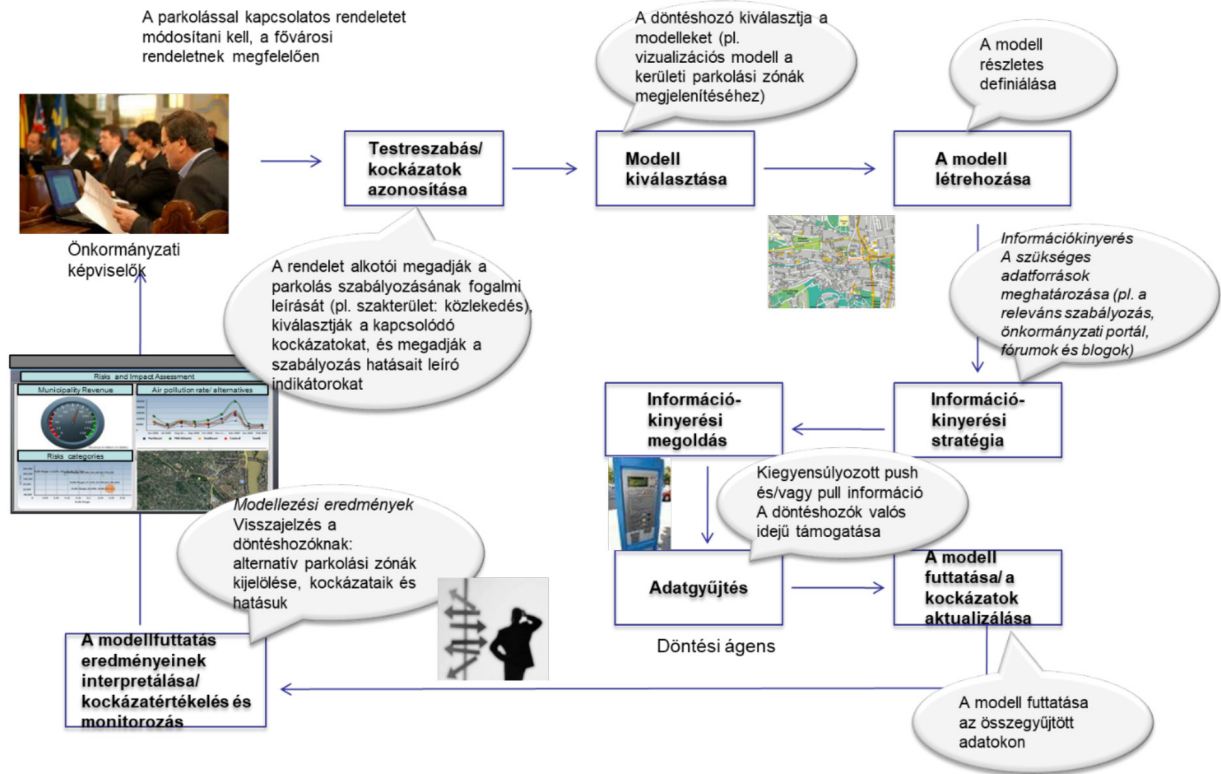 A parkolással kapcsolatos rendeletet
módosítani kell, a fővárosi
rendeletnek megfelelően
A döntéshozó kiválasztja a
modelleket (pl.
vizualizációs modell a
kerületi parkolási zónák
megjelenítéséhez)
A modell
részletes
definiálása
Testreszabás/
kockázatok
azonosítása
Modell
kiválasztása
A modell
létrehozása
Önkormányzati
képviselők
A rendelet alkotói megadják a
parkolás szabályozásának fogalmi
leírását (pl. szakterület: közlekedés),
kiválasztják a kapcsolódó
kockázatokat, és megadják a
szabályozás hatásait leíró
indikátorokat
Információkinyerés
A szükséges
adatforrások
meghatározása (pl. a
releváns szabályozás,
önkormányzati portál,
fórumok és blogok)
Risks and Impact Assessment
Municipality Revenue
Air pollution rate/ alternatives
Risks categories
Információ-
kinyerési
megoldás
Információ-
kinyerési
stratégia
Kiegyensúlyozott push
és/vagy pull információ
A döntéshozók valós
idejű támogatása
Modellezési eredmények
Visszajelzés a
döntéshozóknak:
alternatív parkolási zónák
kijelölése, kockázataik és
hatásuk
Adatgyűjtés
A modell
futtatása/ a
kockázatok
aktualizálása
Döntési ágens
A modellfuttatás
eredményeinek
interpretálása/
kockázatértékelés és
monitorozás
A modell futtatása
az összegyűjtött
adatokon